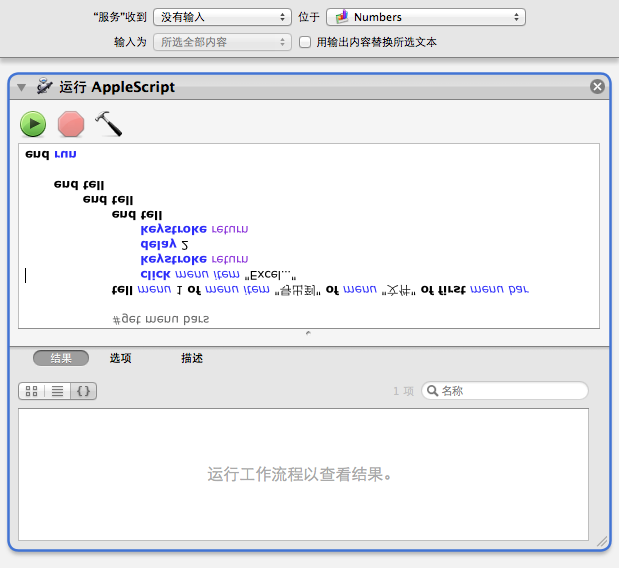 “服务”收到 没有输入 位于 Numbers
输入为 所选全部内容 用输出内容替换所选文本
运行 AppleScript
end run
end tell
end tell
end tell
keystroke return
delay 2
keystroke return
click menu item "Excel..."
tell menu 1 of menu item "导出到" of menu "文件" of first menu bar
#get menu bars
结果 选项 描述
1 项 名称
运行工作流程以查看结果。